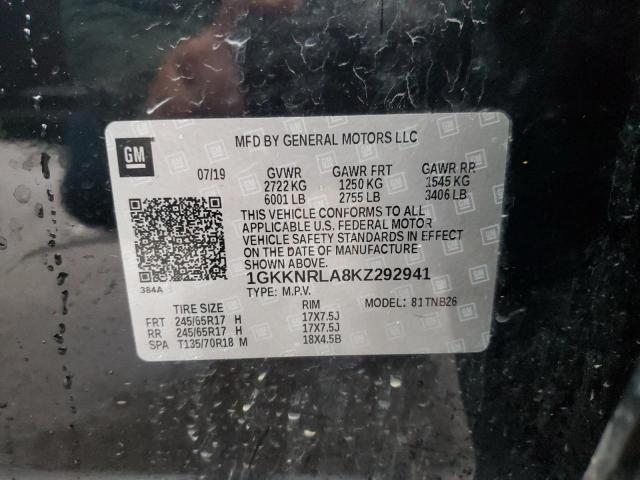 GM
MFD BY GENERAL MOTORS LLC
07/19 GVWR GAWR FRT GAWR RR
2722 KG 1250 KG 1545 KG
6001 LB 2755 LB 3406 LB
THIS VEHICLE CONFORMS TO ALL
APPLICABLE U.S. FEDERAL MOTOR
VEHICLE SAFETY STANDARDS IN EFFECT
ON THE DATE OF MANUFACTURE
SHOWN ABOVE.
384A
1GKKNRLA8KZ292941
TYPE: M.P.V. MODEL: 81TNB26
TIRE SIZE RIM
FRT 245/65R17 H 17X7.5J
RR 245/65R17 H 17X7.5J
SPA T135/70R18 M 18X4.5B